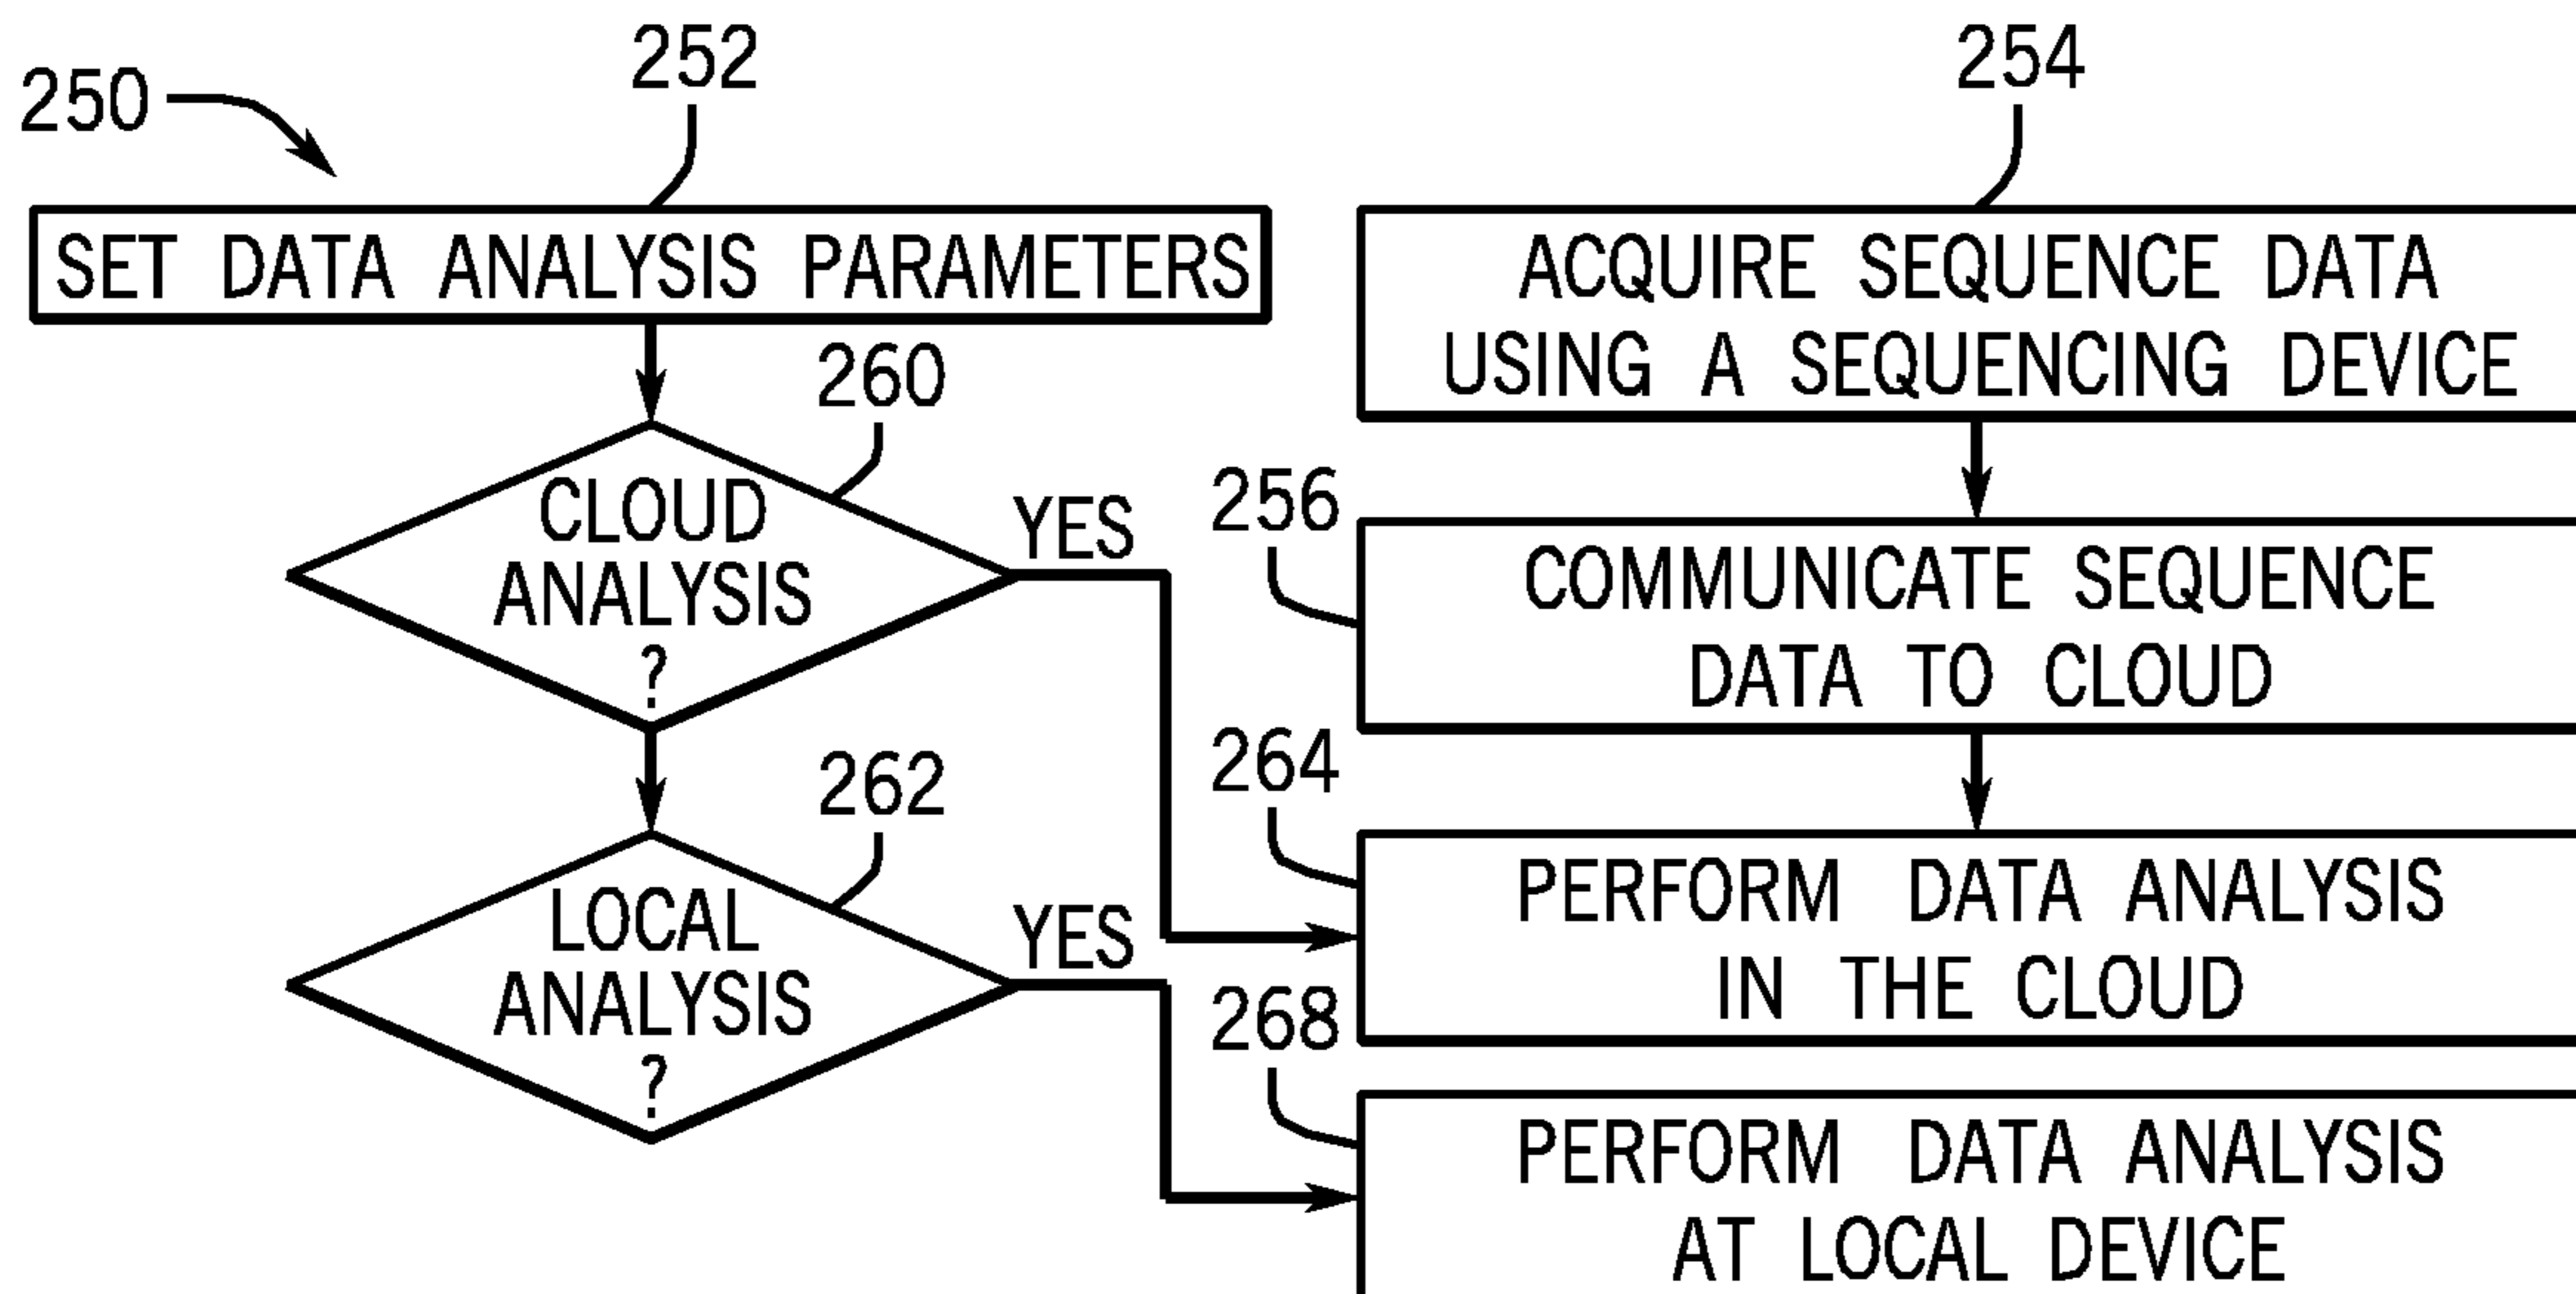 250
252
SET DATA ANALYSIS PARAMETERS
260
CLOUD
ANALYSIS
?
YES
262
LOCAL
ANALYSIS
?
YES
254
ACQUIRE SEQUENCE DATA
USING A SEQUENCING DEVICE
256
COMMUNICATE SEQUENCE
DATA TO CLOUD
264
PERFORM DATA ANALYSIS
IN THE CLOUD
268
PERFORM DATA ANALYSIS
AT LOCAL DEVICE